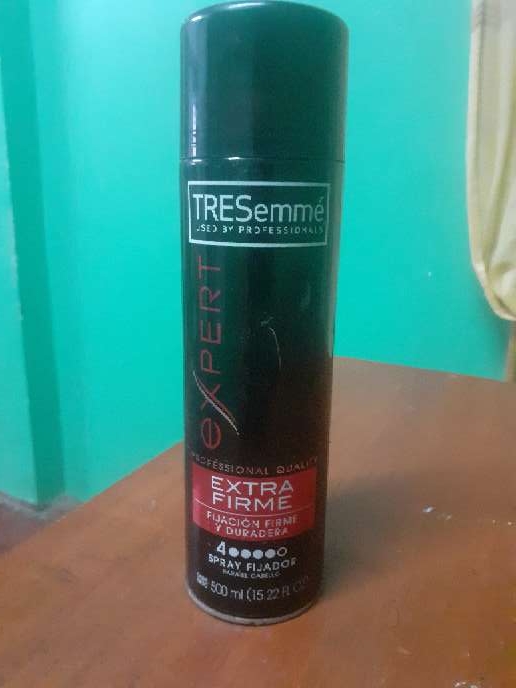 TRESemmé
USED BY PROFESSIONALS
EXPERT
PROFESSIONAL QUALITY
EXTRA
FIRME
FIJACIÓN FIRME
Y DURADERA
4
SPRAY FIJADOR
PARA EL CABELLO
500 ml (15.22 FL OZ)